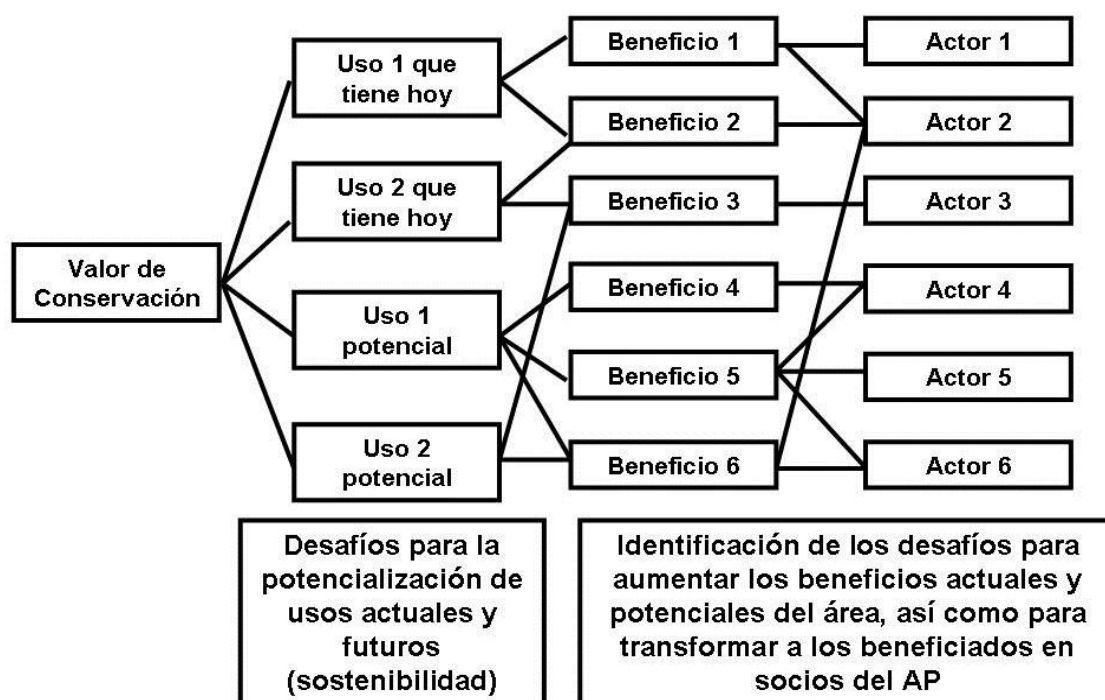 Valor de
Conservación
Uso 1 que
tiene hoy
Uso 2 que
tiene hoy
Uso 1
potencial
Uso 2
potencial
Beneficio 1
Beneficio 2
Beneficio 3
Beneficio 4
Beneficio 5
Beneficio 6
Actor 1
Actor 2
Actor 3
Actor 4
Actor 5
Actor 6
Desafíos para la
potencialización de
usos actuales y
futuros
(sostenibilidad)
Identificación de los desafíos para
aumentar los beneficios actuales y
potenciales del área, así como para
transformar a los beneficiados en
socios del AP